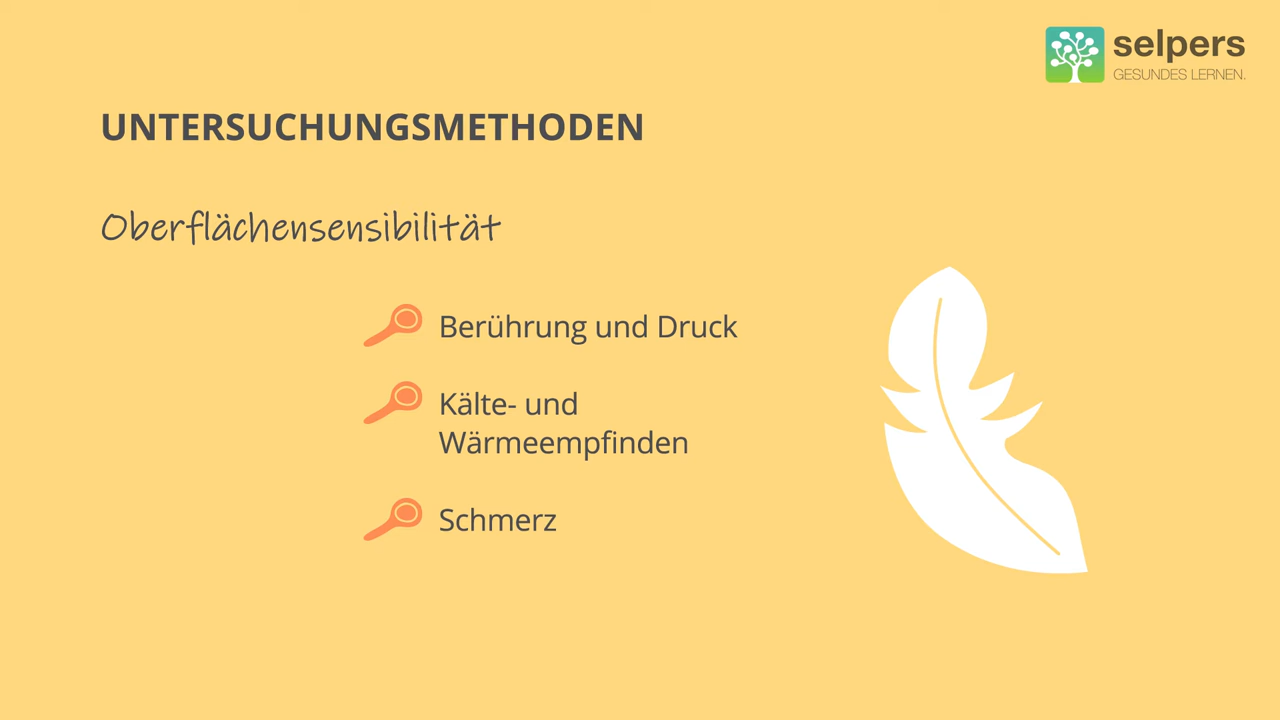 selpers
GESUNDES LERNEN.
UNTERSUCHUNGSMETHODEN
Oberflächensensibilität
Berührung und Druck
Kälte- und
Wärmeempfinden
Schmerz